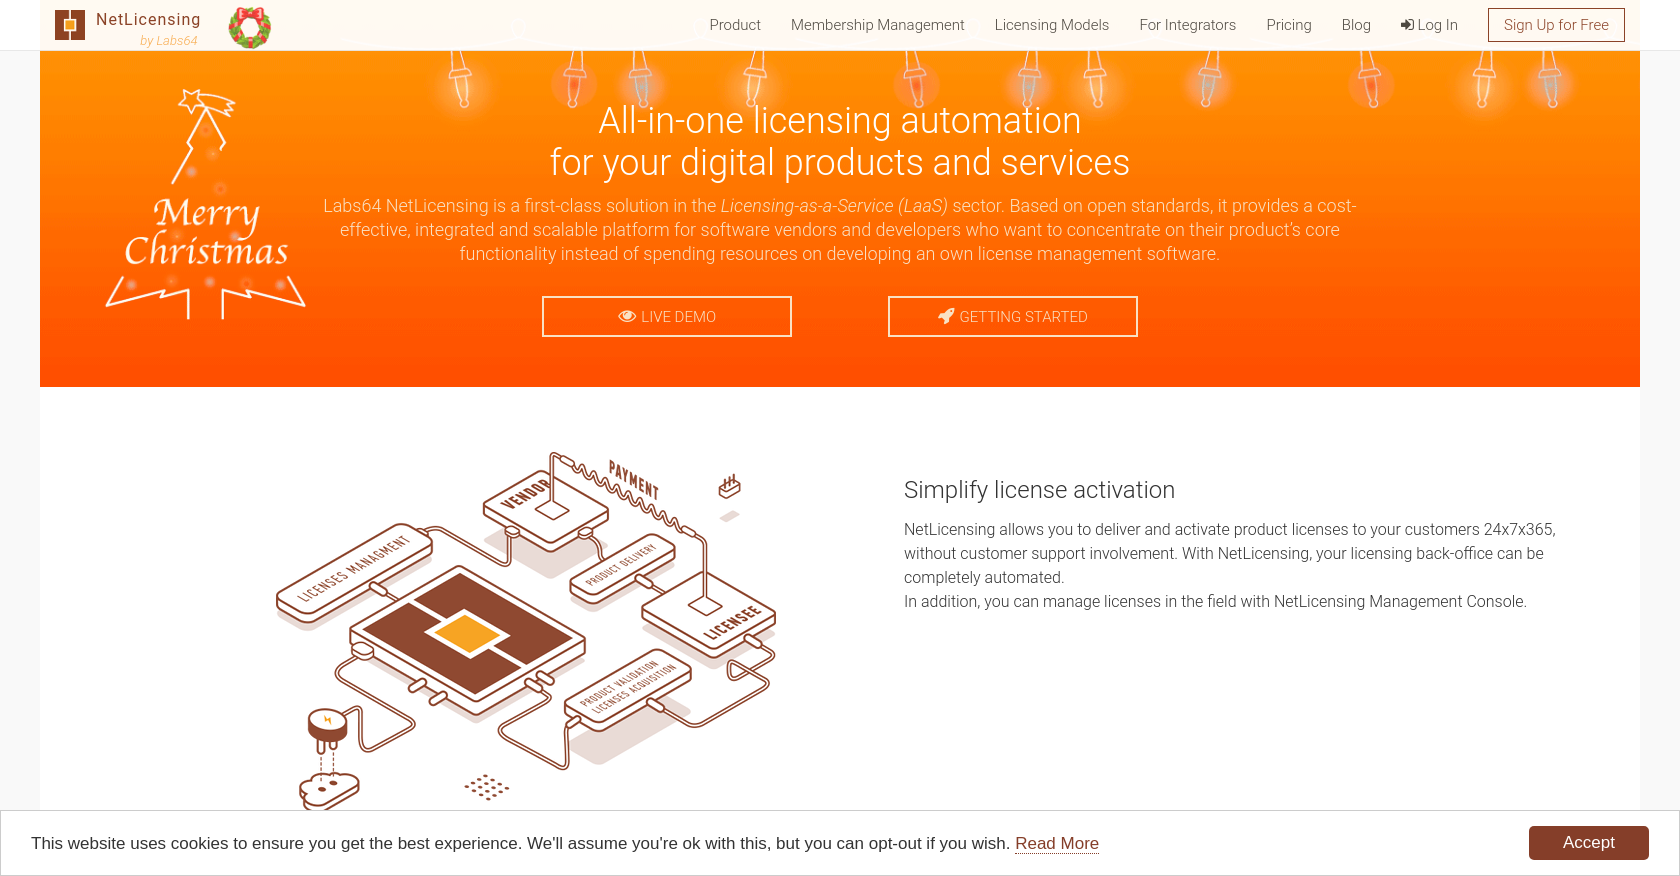 NetLicensing
by Labs64
Product Membership Management Licensing Models For Integrators Pricing Blog Log In Sign Up for Free
Merry
Christmas
All-in-one licensing automation
for your digital products and services
Labs64 NetLicensing is a first-class solution in the Licensing-as-a-Service (LaaS) sector. Based on open standards, it provides a cost-
effective, integrated and scalable platform for software vendors and developers who want to concentrate on their product's core
functionality instead of spending resources on developing an own license management software.
LIVE DEMO
GETTING STARTED
PAYMENT
VENDOR
LICENSES MANAGMENT
PRODUCT DELIVERY
LICENSEE
PRODUCT VALIDATION
LICENSES ACQUISITION
Simplify license activation
NetLicensing allows you to deliver and activate product licenses to your customers 24x7x365,
without customer support involvement. With NetLicensing, your licensing back-office can be
completely automated.
In addition, you can manage licenses in the field with NetLicensing Management Console.
This website uses cookies to ensure you get the best experience. We'll assume you're ok with this, but you can opt-out if you wish. Read More
Accept